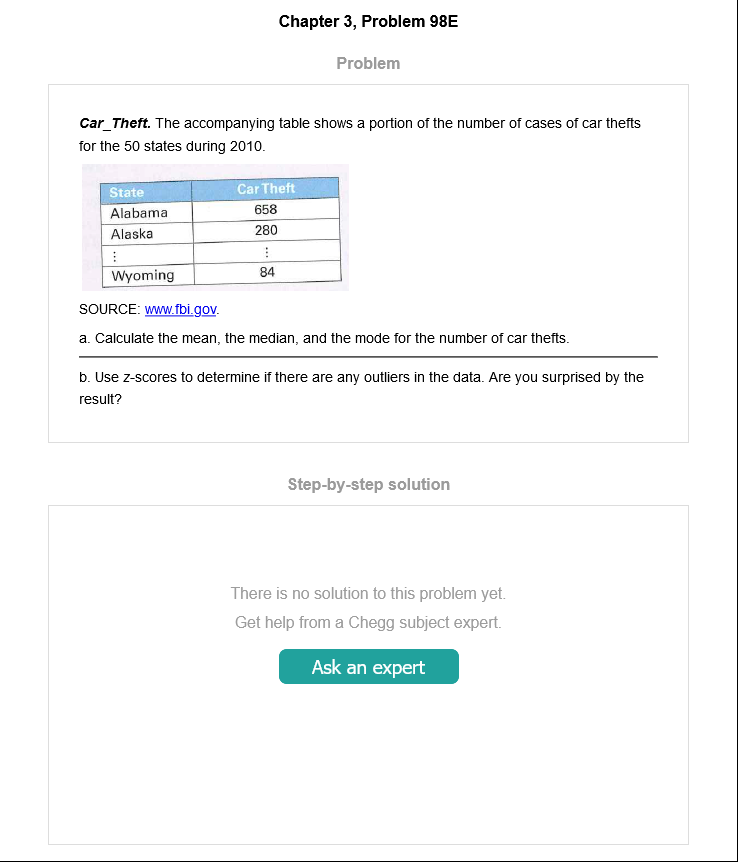 Chapter 3, Problem 98E
Problem
Car_Theft. The accompanying table shows a portion of the number of cases of car thefts
for the 50 states during 2010.
State Car Theft
Alabama 658
Alaska 280
⋮ ⋮
Wyoming 84
SOURCE: www.fbi.gov.
a. Calculate the mean, the median, and the mode for the number of car thefts.
b. Use z-scores to determine if there are any outliers in the data. Are you surprised by the
result?
Step-by-step solution
There is no solution to this problem yet.
Get help from a Chegg subject expert.
Ask an expert